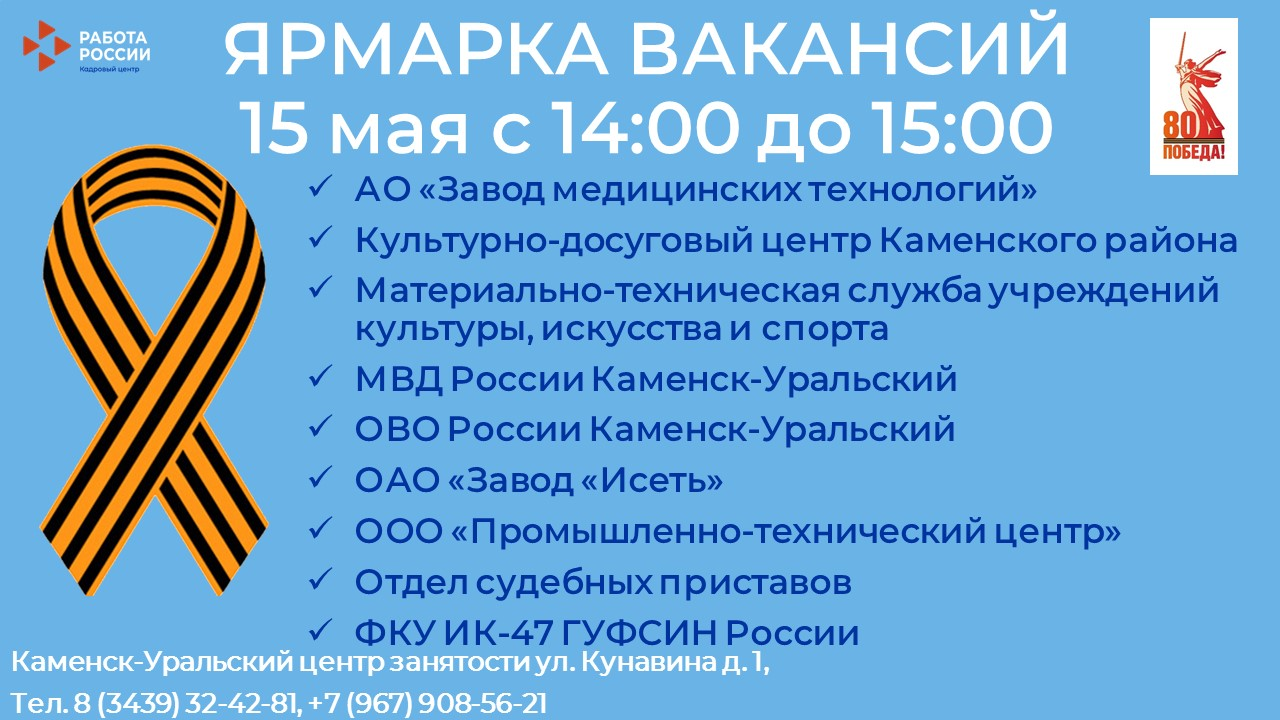 РАБОТА
РОССИИ
Кадровый центр
ЯРМАРКА ВАКАНСИЙ
15 мая с 14:00 до 15:00
80
ПОБЕДА!
✓ АО «Завод медицинских технологий»
✓ Культурно-досуговый центр Каменского района
✓ Материально-техническая служба учреждений
культуры, искусства и спорта
✓ МВД России Каменск-Уральский
✓ ОВО России Каменск-Уральский
✓ ОАО «Завод «Исеть»
✓ ООО «Промышленно-технический центр»
✓ Отдел судебных приставов
✓ ФКУ ИК-47 ГУФСИН России
Каменск-Уральский центр занятости ул. Кунавина д. 1,
Тел. 8 (3439) 32-42-81, +7 (967) 908-56-21